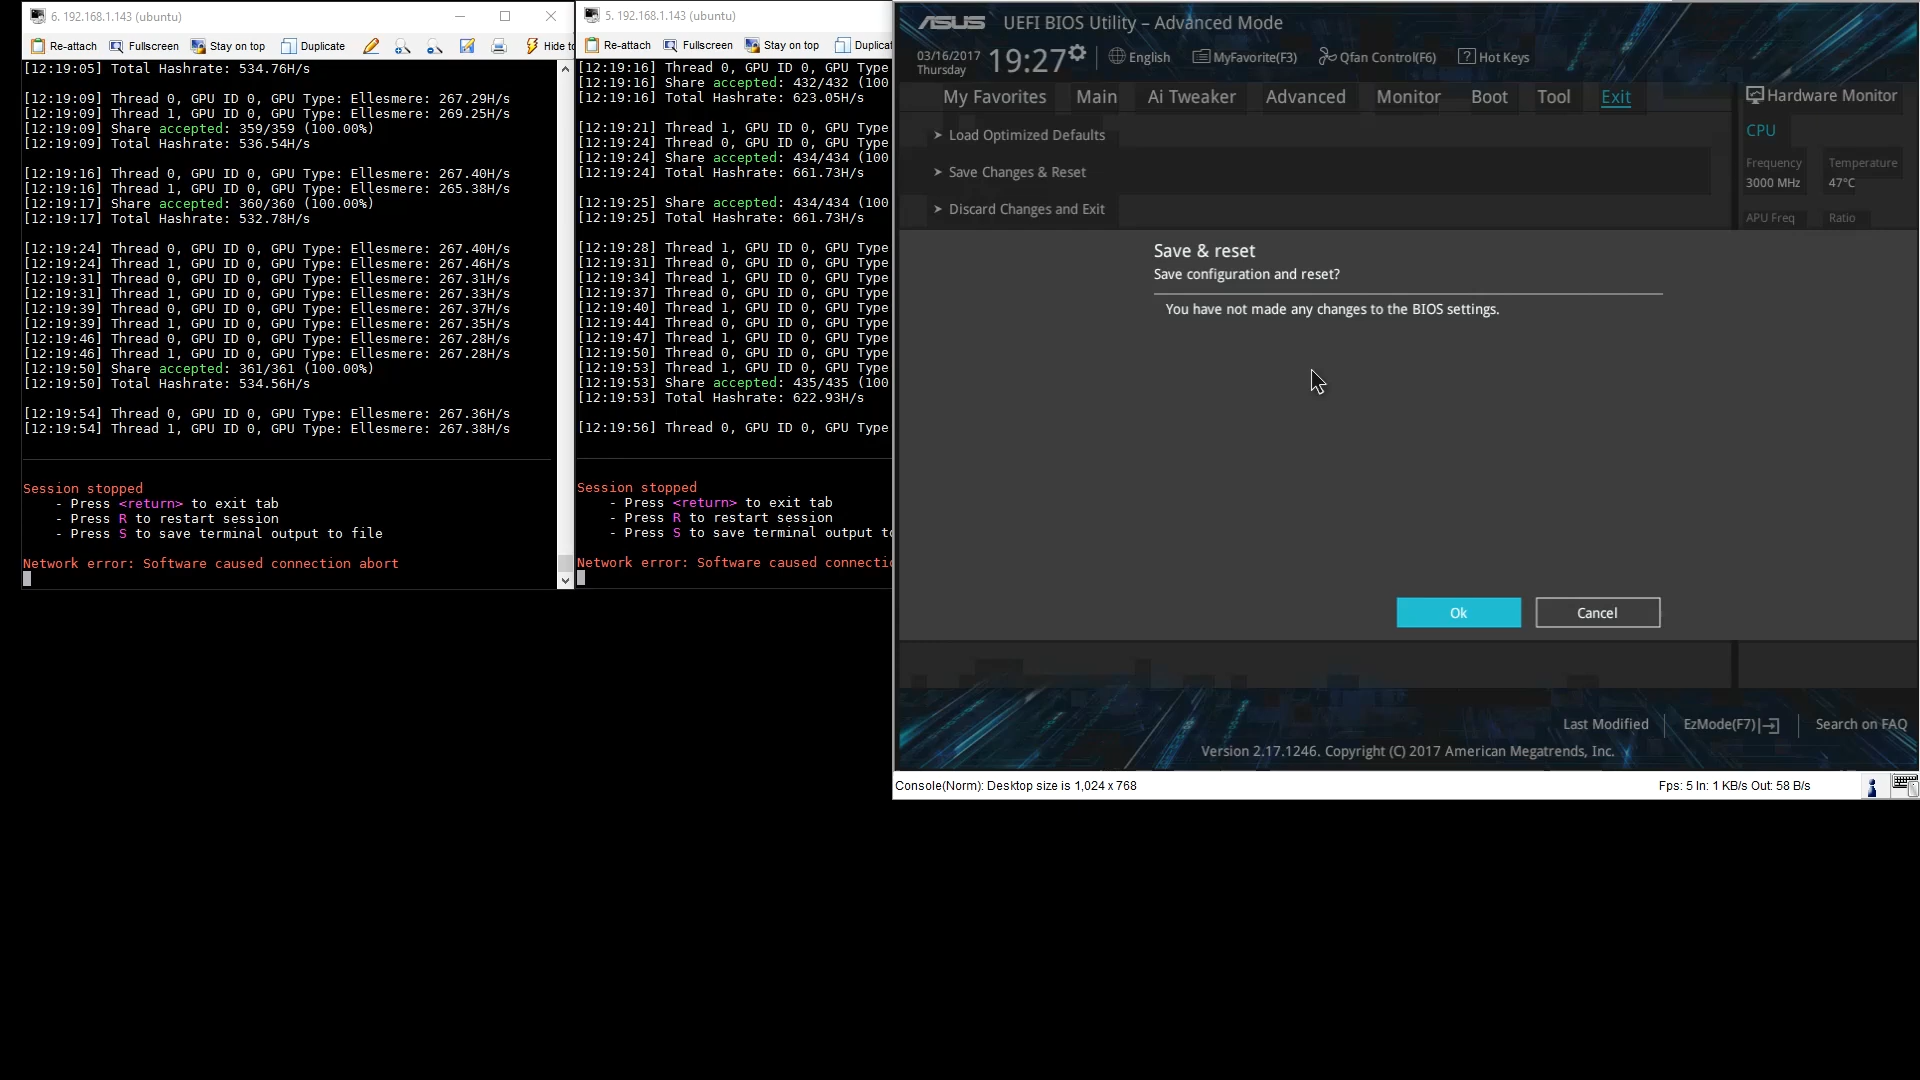 6. 192.168.1.143 (ubuntu)
Re-attach Fullscreen Stay on top Duplicate Hide to
[12:19:05] Total Hashrate: 534.76H/s
[12:19:09] Thread 0, GPU ID 0, GPU Type: Ellesmere: 267.29H/s
[12:19:09] Thread 1, GPU ID 0, GPU Type: Ellesmere: 269.25H/s
[12:19:09] Share accepted: 359/359 (100.00%)
[12:19:09] Total Hashrate: 536.54H/s
[12:19:16] Thread 0, GPU ID 0, GPU Type: Ellesmere: 267.40H/s
[12:19:16] Thread 1, GPU ID 0, GPU Type: Ellesmere: 265.38H/s
[12:19:17] Share accepted: 360/360 (100.00%)
[12:19:17] Total Hashrate: 532.78H/s
[12:19:24] Thread 0, GPU ID 0, GPU Type: Ellesmere: 267.40H/s
[12:19:24] Thread 1, GPU ID 0, GPU Type: Ellesmere: 267.46H/s
[12:19:31] Thread 0, GPU ID 0, GPU Type: Ellesmere: 267.31H/s
[12:19:31] Thread 1, GPU ID 0, GPU Type: Ellesmere: 267.33H/s
[12:19:39] Thread 0, GPU ID 0, GPU Type: Ellesmere: 267.37H/s
[12:19:39] Thread 1, GPU ID 0, GPU Type: Ellesmere: 267.35H/s
[12:19:46] Thread 0, GPU ID 0, GPU Type: Ellesmere: 267.28H/s
[12:19:46] Thread 1, GPU ID 0, GPU Type: Ellesmere: 267.28H/s
[12:19:50] Share accepted: 361/361 (100.00%)
[12:19:50] Total Hashrate: 534.56H/s
[12:19:54] Thread 0, GPU ID 0, GPU Type: Ellesmere: 267.36H/s
[12:19:54] Thread 1, GPU ID 0, GPU Type: Ellesmere: 267.38H/s
Session stopped
- Press <return> to exit tab
- Press R to restart session
- Press S to save terminal output to file
Network error: Software caused connection abort
5. 192.168.1.143 (ubuntu)
Re-attach Fullscreen Stay on top Duplicat
[12:19:16] Thread 0, GPU ID 0, GPU Type
[12:19:16] Share accepted: 432/432 (100
[12:19:16] Total Hashrate: 623.05H/s
[12:19:21] Thread 1, GPU ID 0, GPU Type
[12:19:24] Thread 0, GPU ID 0, GPU Type
[12:19:24] Share accepted: 434/434 (100
[12:19:24] Total Hashrate: 661.73H/s
[12:19:25] Share accepted: 434/434 (100
[12:19:25] Total Hashrate: 661.73H/s
[12:19:28] Thread 1, GPU ID 0, GPU Type
[12:19:31] Thread 0, GPU ID 0, GPU Type
[12:19:34] Thread 1, GPU ID 0, GPU Type
[12:19:37] Thread 0, GPU ID 0, GPU Type
[12:19:40] Thread 1, GPU ID 0, GPU Type
[12:19:44] Thread 0, GPU ID 0, GPU Type
[12:19:47] Thread 1, GPU ID 0, GPU Type
[12:19:50] Thread 0, GPU ID 0, GPU Type
[12:19:53] Thread 1, GPU ID 0, GPU Type
[12:19:53] Share accepted: 435/435 (100
[12:19:53] Total Hashrate: 622.93H/s
[12:19:56] Thread 0, GPU ID 0, GPU Type
Session stopped
- Press <return> to exit tab
- Press R to restart session
- Press S to save terminal output to
Network error: Software caused connectio
ASUS UEFI BIOS Utility – Advanced Mode
03/16/2017
Thursday
19:27
English MyFavorite(F3) Qfan Control(F6) ? Hot Keys
My Favorites Main Ai Tweaker Advanced Monitor Boot Tool Exit
Hardware Monitor
Load Optimized Defaults
Save Changes & Reset
Discard Changes and Exit
CPU
Frequency Temperature
3000 MHz 47°C
APU Freq Ratio
Save & reset
Save configuration and reset?
You have not made any changes to the BIOS settings.
Ok Cancel
Last Modified EzMode(F7) Search on FAQ
Version 2.17.1246. Copyright (C) 2017 American Megatrends, Inc.
Console(Norm): Desktop size is 1,024 x 768 Fps: 5 In: 1 KB/s Out: 58 B/s